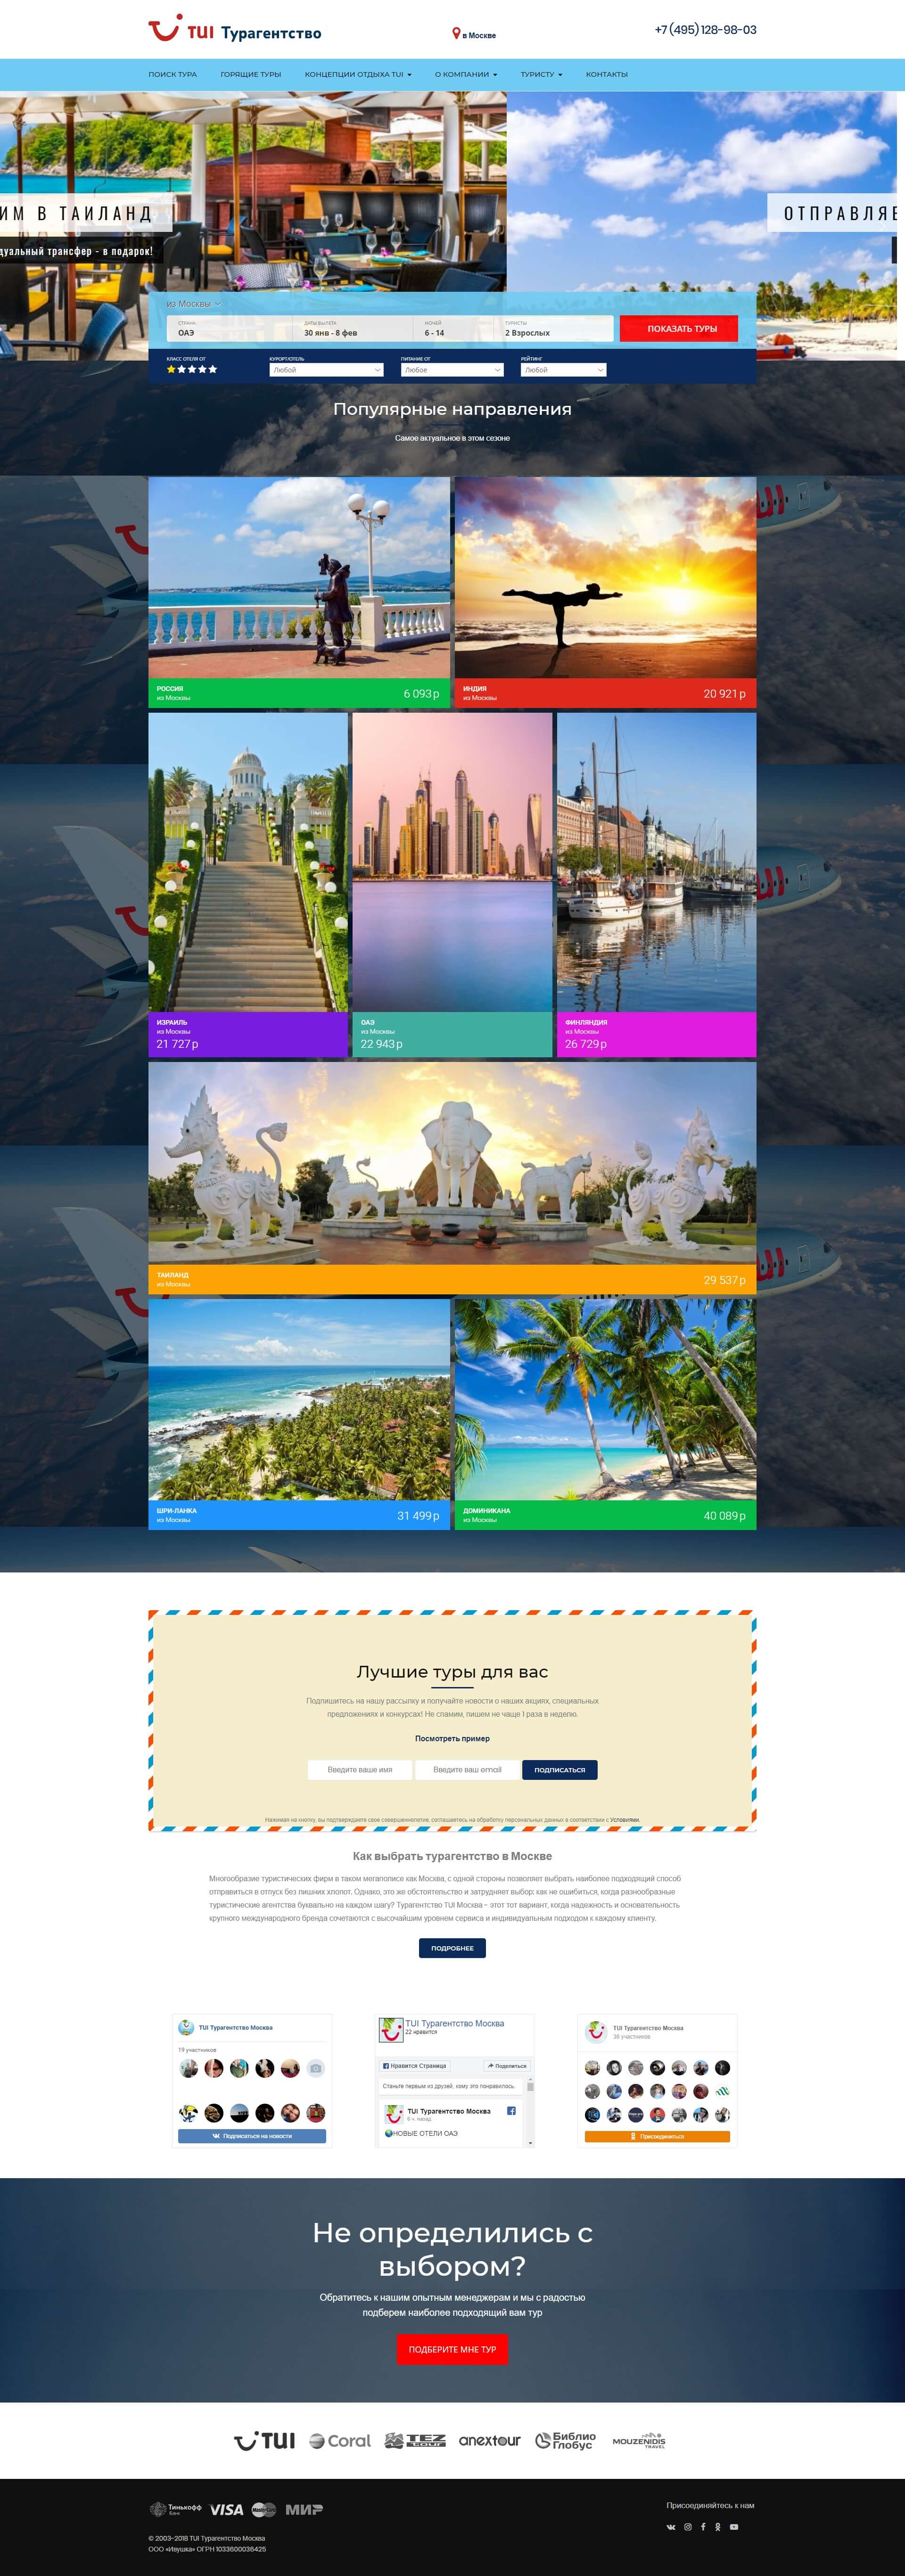 TUI Турагентство
в Москве
+7 (495) 128-98-03
ПОИСК ТУРА
ГОРЯЩИЕ ТУРЫ
КОНЦЕПЦИИ ОТДЫХА TUI
О КОМПАНИИ
ТУРИСТУ
КОНТАКТЫ
ИМ В ТАИЛАНД
дуальный трансфер - в подарок!
ОТПРАВЛЯЕ
из Москвы
СТРАНА
ОАЭ
ДАТЫ ВЫЛЕТА
30 янв - 8 фев
НОЧЕЙ
6 - 14
ТУРИСТЫ
2 Взрослых
ПОКАЗАТЬ ТУРЫ
КЛАСС ОТЕЛЯ ОТ
КУРОРТ/ОТЕЛЬ
Любой
ПИТАНИЕ ОТ
Любое
РЕЙТИНГ
Любой
Популярные направления
Самое актуальное в этом сезоне
РОССИЯ
из Москвы
6 093 р
ИНДИЯ
из Москвы
20 921 р
ИЗРАИЛЬ
из Москвы
21 727 р
ОАЭ
из Москвы
22 943 р
ФИНЛЯНДИЯ
из Москвы
26 729 р
ТАИЛАНД
из Москвы
29 537 р
ШРИ-ЛАНКА
из Москвы
31 499 р
ДОМИНИКАНА
из Москвы
40 089 р
Лучшие туры для вас
Подпишитесь на нашу рассылку и получайте новости о наших акциях, специальных
предложениях и конкурсах! Не спамим, пишем не чаще 1 раза в неделю.
Посмотреть пример
Введите ваше имя
Введите ваш email
ПОДПИСАТЬСЯ
Нажимая на кнопку, вы подтверждаете свое совершеннолетие, соглашаетесь на обработку персональных данных в соответствии с Условиями.
Как выбрать турагентство в Москве
Многообразие туристических фирм в таком мегаполисе как Москва, с одной стороны позволяет выбрать наиболее подходящий способ
отправиться в отпуск без лишних хлопот. Однако, это же обстоятельство и затрудняет выбор: как не ошибиться, когда разнообразные
туристические агентства буквально на каждом шагу? Турагентство TUI Москва - этот тот вариант, когда надежность и основательность
крупного международного бренда сочетаются с высочайшим уровнем сервиса и индивидуальным подходом к каждому клиенту.
ПОДРОБНЕЕ
TUI Турагентство Москва
19 участников
Подписаться на новости
TUI Турагентство Москва
22 нравится
Нравится Страница
Поделиться
Станьте первым из друзей, кому это понравилось.
TUI Турагентство Москва
6 ч. назад
НОВЫЕ ОТЕЛИ ОАЭ
TUI Турагентство Москва
36 участников
Присоединиться
Не определились с
выбором?
Обратитесь к нашим опытным менеджерам и мы с радостью
подберем наиболее подходящий вам тур
ПОДБЕРИТЕ МНЕ ТУР
TUI
Coral
TEZ TOUR
anextour
Библио
Глобус
MOUZENIDIS
TRAVEL
Тинькофф
Банк
VISA
MasterCard
МИР
Присоединяйтесь к нам
© 2003-2018 TUI Турагентство Москва
ООО «Ивушка» ОГРН 1033600036425